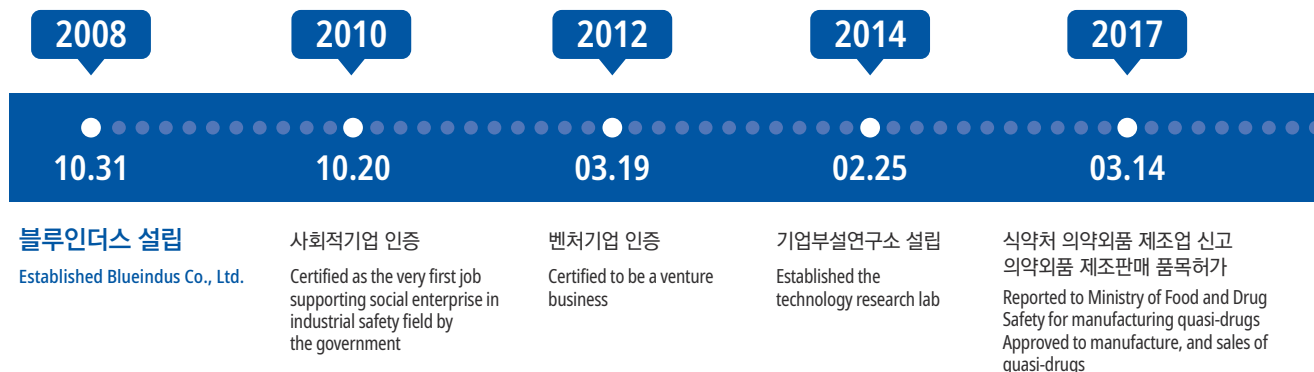 2008
2010
2012
2014
2017
10.31
10.20
03.19
02.25
03.14
블루인더스 설립
Established Blueindus Co., Ltd.
사회적기업 인증
Certified as the very first job
supporting social enterprise in
industrial safety field by
the government
벤처기업 인증
Certified to be a venture
business
기업부설연구소 설립
Established the
technology research lab
식약처 의약외품 제조업 신고
의약외품 제조판매 품목허가
Reported to Ministry of Food and Drug
Safety for manufacturing quasi-drugs
Approved to manufacture, and sales of
quasi-drugs